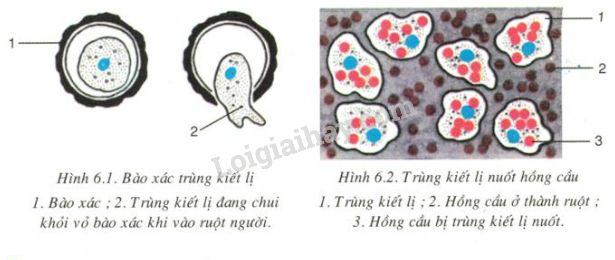 1
2
Hình 6.1. Bào xác trùng kiết lị
1. Bào xác ; 2. Trùng kiết lị đang chui
khỏi vỏ bào xác khi vào ruột người.
1
2
3
Hình 6.2. Trùng kiết lị nuốt hồng cầu
1. Trùng kiết lị ; 2. Hồng cầu ở thành ruột ;
3. Hồng cầu bị trùng kiết lị nuốt.
Loigiaihay.com